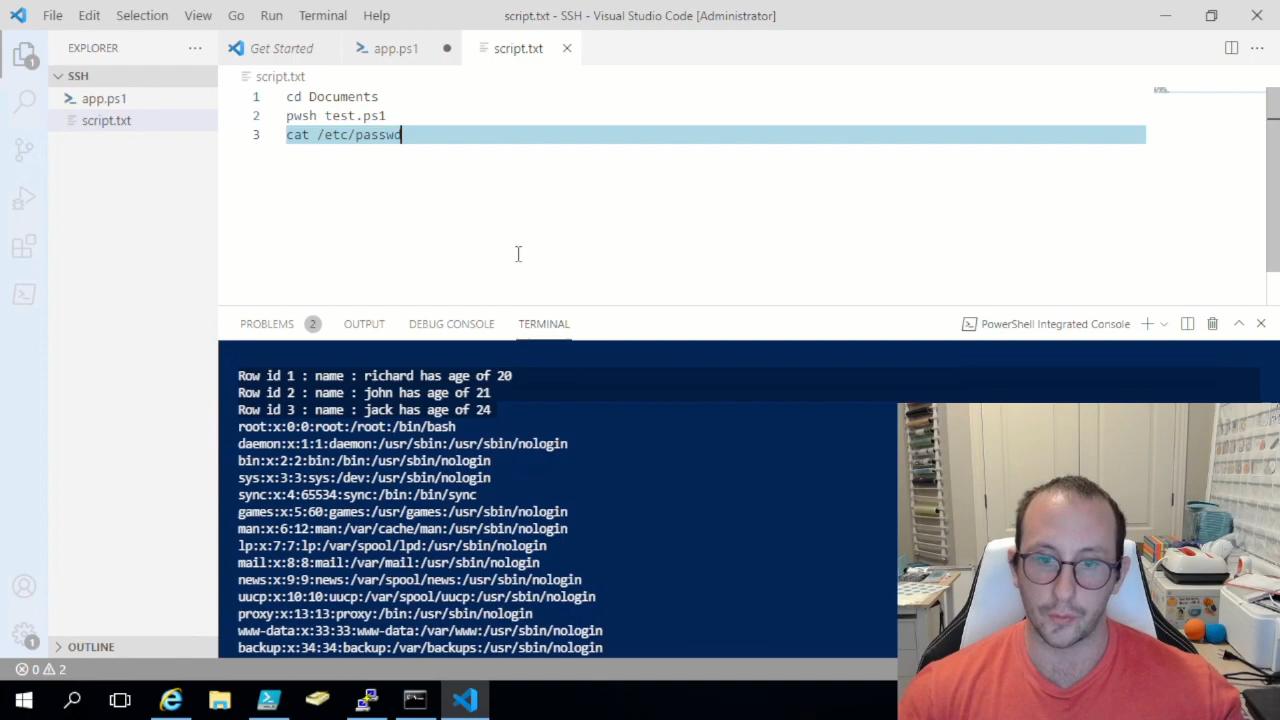 File Edit Selection View Go Run Terminal Help script.txt - SSH - Visual Studio Code [Administrator]
EXPLORER ...
Get Started app.ps1 script.txt
SSH
app.ps1
script.txt
script.txt
1 cd Documents
2 pwsh test.ps1
3 cat /etc/passwd
PROBLEMS 2 OUTPUT DEBUG CONSOLE TERMINAL PowerShell Integrated Console
Row id 1 : name : richard has age of 20
Row id 2 : name : john has age of 21
Row id 3 : name : jack has age of 24
root:x:0:0:root:/root:/bin/bash
daemon:x:1:1:daemon:/usr/sbin:/usr/sbin/nologin
bin:x:2:2:bin:/bin:/usr/sbin/nologin
sys:x:3:3:sys:/dev:/usr/sbin/nologin
sync:x:4:65534:sync:/bin:/bin/sync
games:x:5:60:games:/usr/games:/usr/sbin/nologin
man:x:6:12:man:/var/cache/man:/usr/sbin/nologin
lp:x:7:7:lp:/var/spool/lpd:/usr/sbin/nologin
mail:x:8:8:mail:/var/mail:/usr/sbin/nologin
news:x:9:9:news:/var/spool/news:/usr/sbin/nologin
uucp:x:10:10:uucp:/var/spool/uucp:/usr/sbin/nologin
proxy:x:13:13:proxy:/bin:/usr/sbin/nologin
www-data:x:33:33:www-data:/var/www:/usr/sbin/nologin
backup:x:34:34:backup:/var/backups:/usr/sbin/nologin
OUTLINE
1
1
0 2